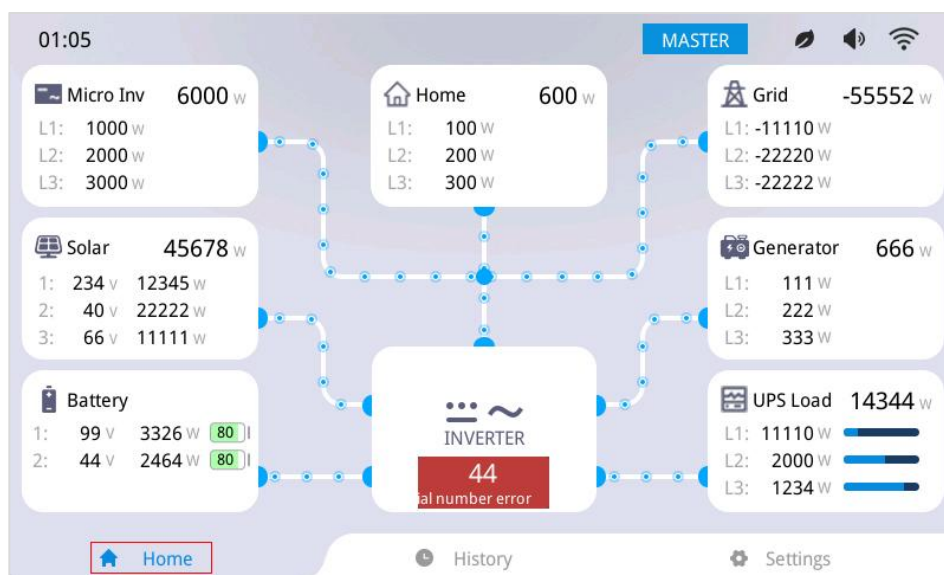 01:05
MASTER
Micro Inv 6000 W
L1: 1000 W
L2: 2000 W
L3: 3000 W
Home 600 W
L1: 100 W
L2: 200 W
L3: 300 W
Grid -55552 W
L1: -11110 W
L2: -22220 W
L3: -22222 W
Solar 45678 W
1: 234 V 12345 W
2: 40 V 22222 W
3: 66 V 11111 W
Generator 666 W
L1: 111 W
L2: 222 W
L3: 333 W
Battery
1: 99 V 3326 W 80
2: 44 V 2464 W 80
INVERTER
44
ial number error
UPS Load 14344 W
L1: 11110 W
L2: 2000 W
L3: 1234 W
Home
History
Settings